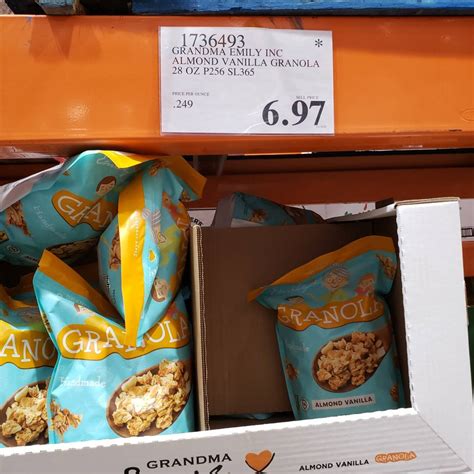 1736493 *
GRANDMA EMILY INC
ALMOND VANILLA GRANOLA
28 OZ P256 SL365
PRICE PER OUNCE
SELL PRICE
.249
6.97
GRANOLA
GRANOLA
Handmade
GRANOLA
ALMOND VANILLA
GRANDMA
ALMOND VANILLA GRANOLA